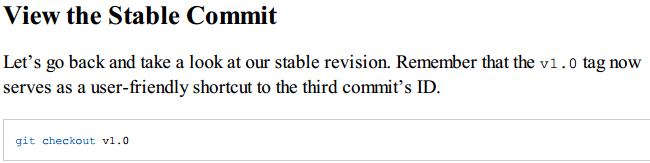 View the Stable Commit
Let’s go back and take a look at our stable revision. Remember that the v1.0 tag now
serves as a user-friendly shortcut to the third commit’s ID.
git checkout v1.0